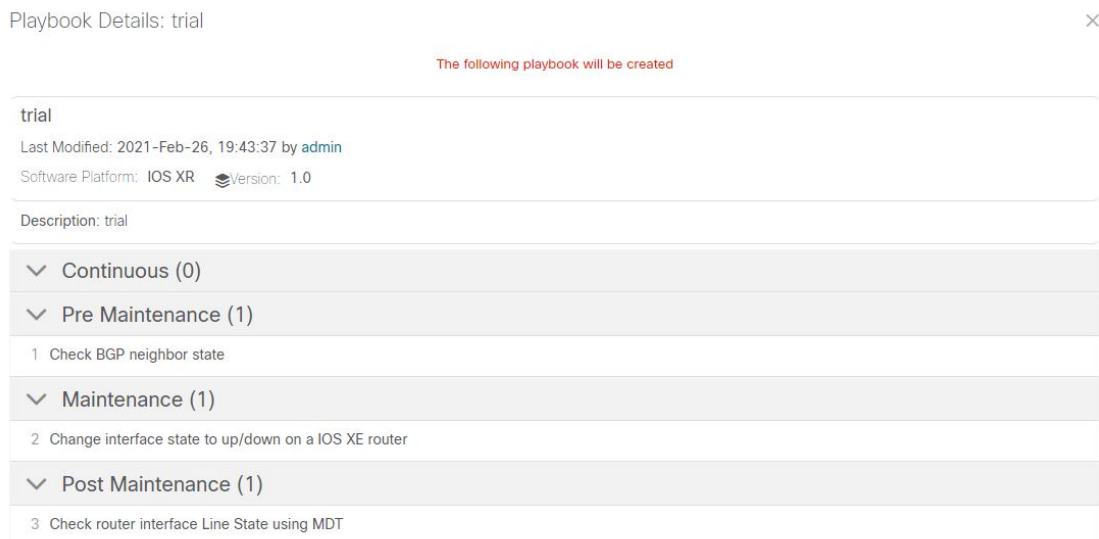 Playbook Details: trial
The following playbook will be created
trial
Last Modified: 2021-Feb-26, 19:43:37 by admin
Software Platform: IOS XR Version: 1.0
Description: trial
Continuous (0)
Pre Maintenance (1)
1 Check BGP neighbor state
Maintenance (1)
2 Change interface state to up/down on a IOS XE router
Post Maintenance (1)
3 Check router interface Line State using MDT